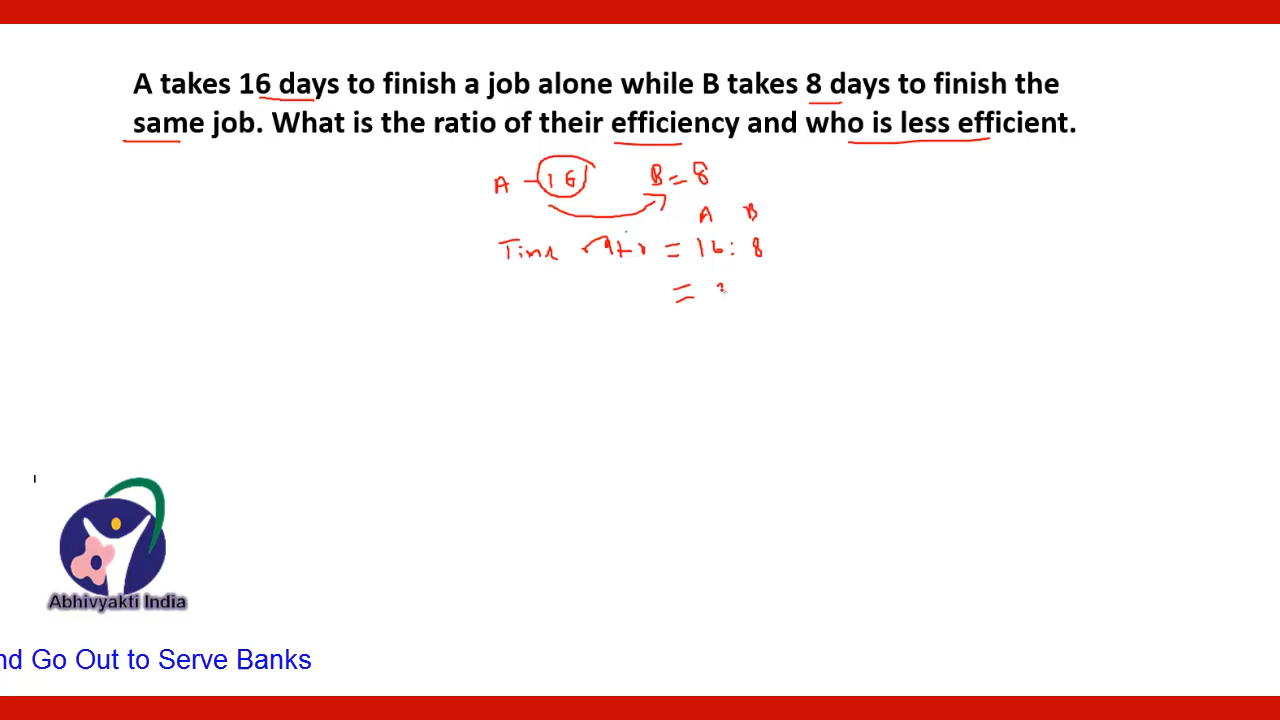 A takes 16 days to finish a job alone while B takes 8 days to finish the
same job. What is the ratio of their efficiency and who is less efficient.
A - 16 B = 8
A B
Time ratio = 16 : 8
=
Abhivyakti India
nd Go Out to Serve Banks